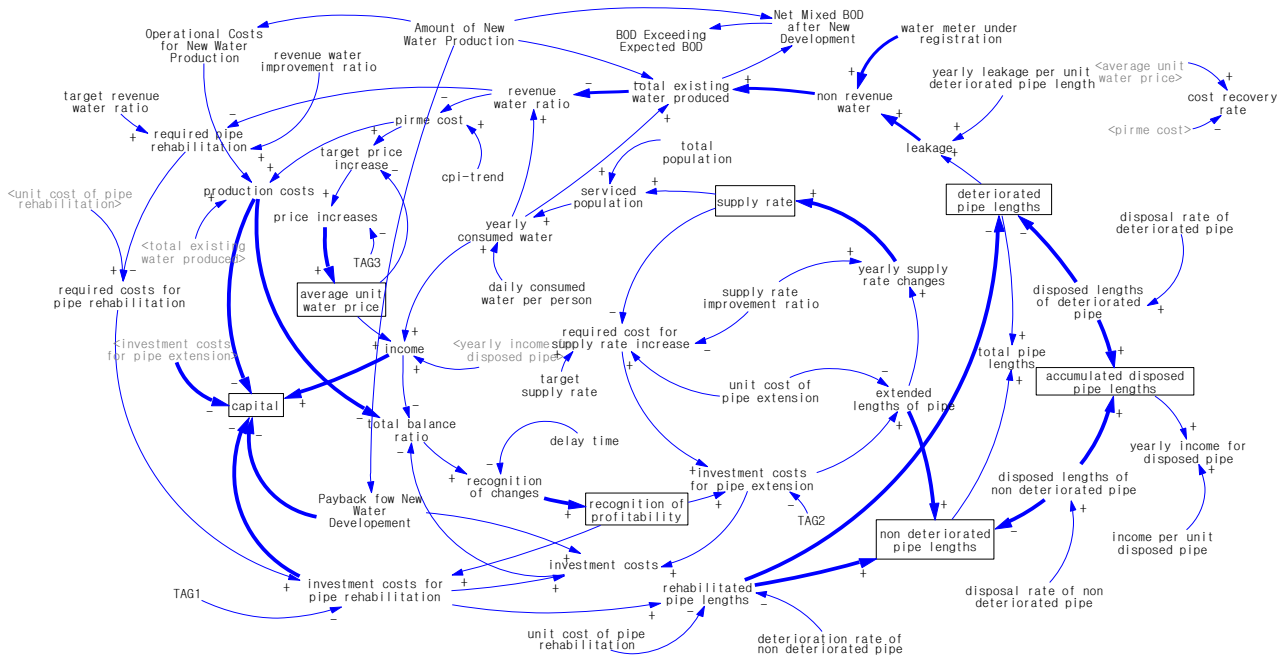 Operational Costs
for New Water
Production
Amount of New
Water Production
Net Mixed BOD
after New
Development
BOD Exceeding
Expected BOD
water meter under
registration
revenue water
improvement ratio
target revenue
water ratio
revenue
water ratio
total existing
water produced
non revenue
water
yearly leakage per unit
deteriorated pipe length
<average unit
water price>
cost recovery
rate
<pirme cost>
required pipe
rehabilitation
pirme cost
target price
increase
cpi-trend
total
population
leakage
production costs
serviced
population
supply rate
deteriorated
pipe lengths
<unit cost of pipe
rehabilitation>
price increases
yearly
consumed water
disposal rate of
deteriorated pipe
<total existing
water produced>
TAG3
yearly supply
rate changes
required costs for
pipe rehabilitation
average unit
water price
daily consumed
water per person
supply rate
improvement ratio
disposed lengths
of deteriorated
pipe
<investment costs
for pipe extension>
income
<yearly income for
disposed pipe>
required cost for
supply rate increase
total pipe
lengths
target
supply rate
unit cost of
pipe extension
extended
lengths of pipe
accumulated disposed
pipe lengths
capital
total balance
ratio
delay time
yearly income for
disposed pipe
recognition
of changes
investment costs
for pipe extension
disposed lengths of
non deteriorated pipe
Payback fow New
Water
Developement
recognition of
profitability
TAG2
non deteriorated
pipe lengths
income per unit
disposed pipe
investment costs
TAG1
investment costs for
pipe rehabilitation
rehabilitated
pipe lengths
disposal rate of non
deteriorated pipe
unit cost of pipe
rehabilitation
deterioration rate of
non deteriorated pipe